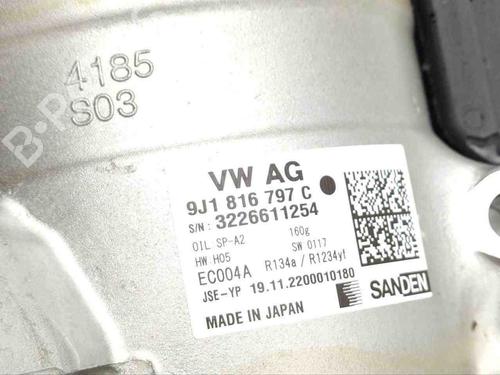 4185
S03
VW AG
9J1 816 797 C
S/N : 3226611254
OIL SP-A2 160g
HW H05 SW 0117
EC004A R134a / R1234yf
JSE-YP 19.11.2200010180
MADE IN JAPAN SANDEN